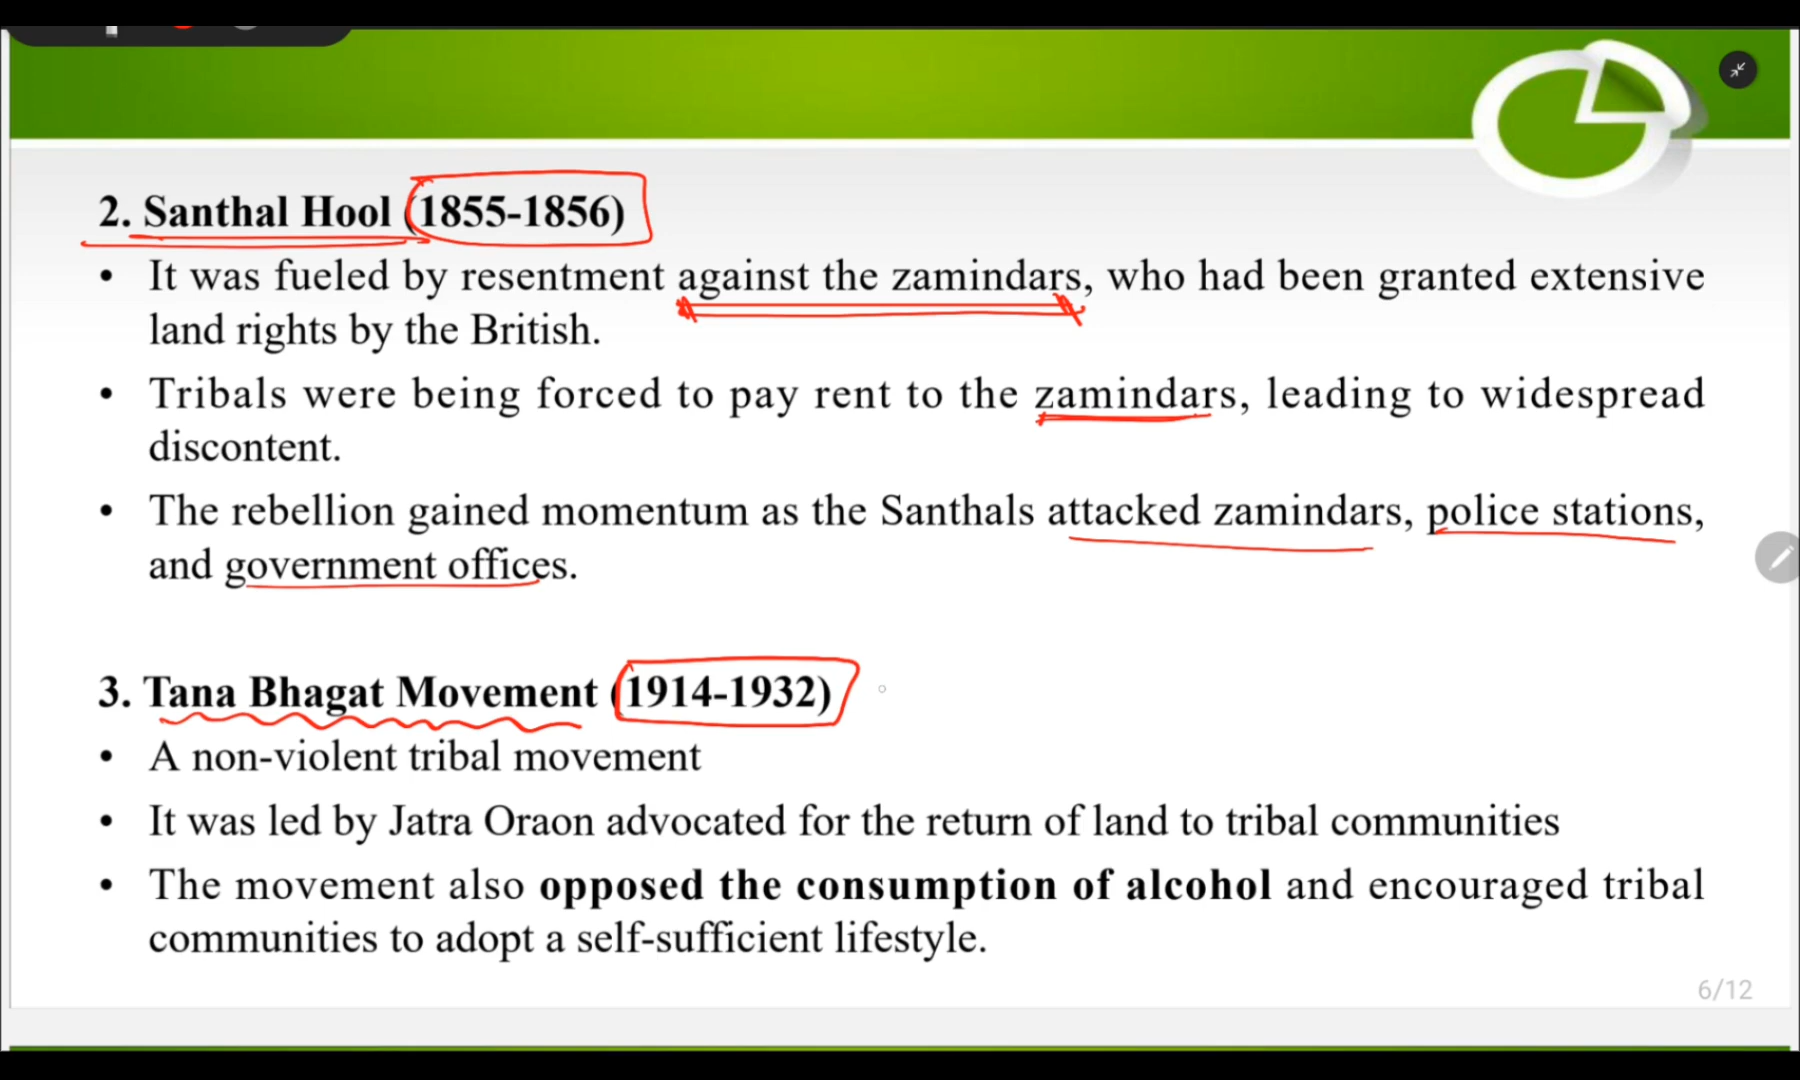 2. Santhal Hool (1855-1856)
• It was fueled by resentment against the zamindars, who had been granted extensive
land rights by the British.
• Tribals were being forced to pay rent to the zamindars, leading to widespread
discontent.
• The rebellion gained momentum as the Santhals attacked zamindars, police stations,
and government offices.
3. Tana Bhagat Movement (1914-1932)
• A non-violent tribal movement
• It was led by Jatra Oraon advocated for the return of land to tribal communities
• The movement also opposed the consumption of alcohol and encouraged tribal
communities to adopt a self-sufficient lifestyle.
6/12